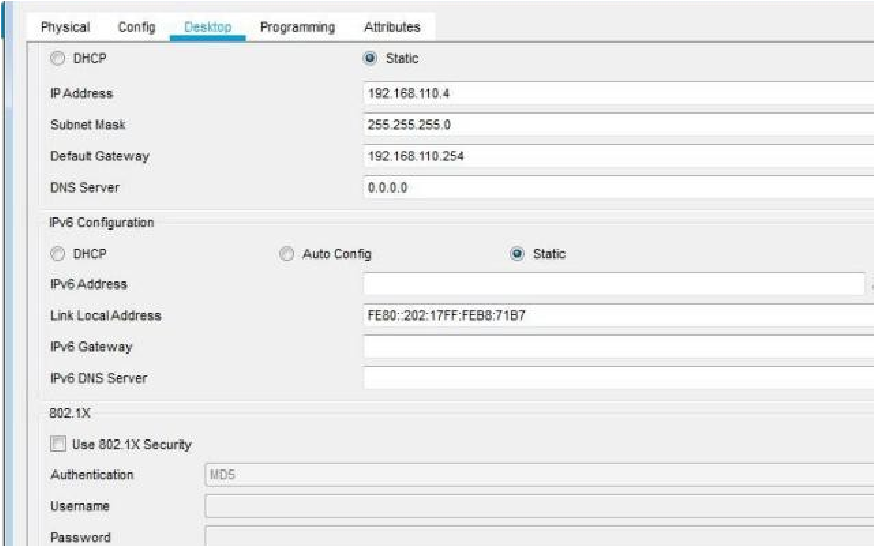 Physical Config Desktop Programming Attributes
DHCP Static
IP Address 192.168.110.4
Subnet Mask 255.255.255.0
Default Gateway 192.168.110.254
DNS Server 0.0.0.0
IPv6 Configuration
DHCP Auto Config Static
IPv6 Address
Link Local Address FE80::202:17FF:FEB8:71B7
IPv6 Gateway
IPv6 DNS Server
802.1X
Use 802.1X Security
Authentication MD5
Username
Password